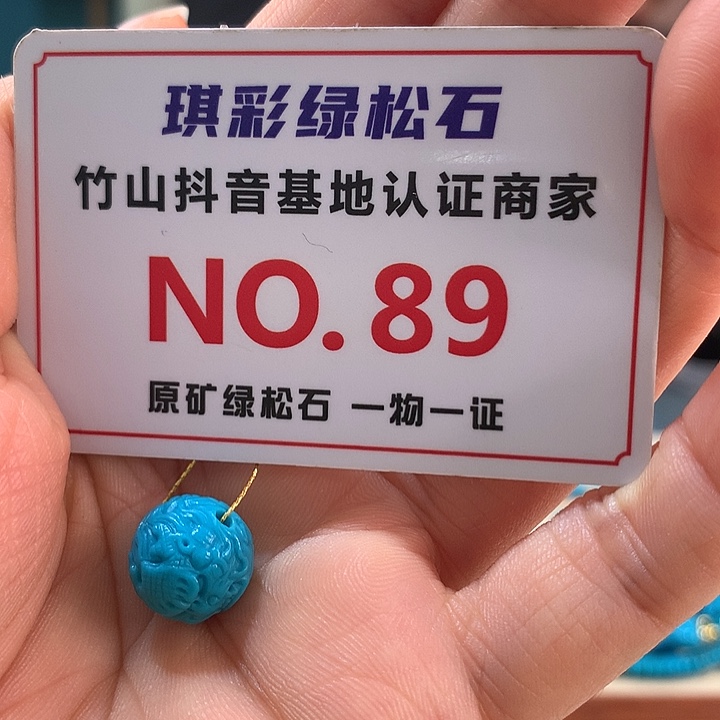 琪彩绿松石
竹山抖音基地认证商家
NO.89
原矿绿松石 一物一证